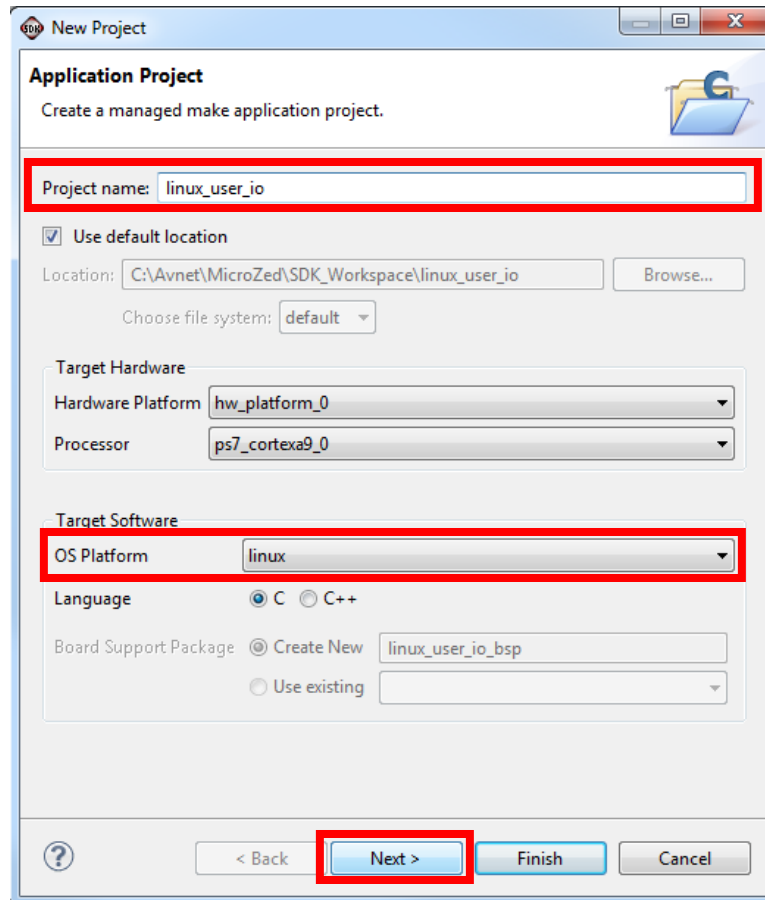 SDK New Project
Application Project
Create a managed make application project.
C
Project name: linux_user_io
Use default location
Location: C:\Avnet\MicroZed\SDK_Workspace\linux_user_io Browse...
Choose file system: default
Target Hardware
Hardware Platform hw_platform_0
Processor ps7_cortexa9_0
Target Software
OS Platform linux
Language C C++
Board Support Package Create New linux_user_io_bsp
Use existing
? < Back Next > Finish Cancel